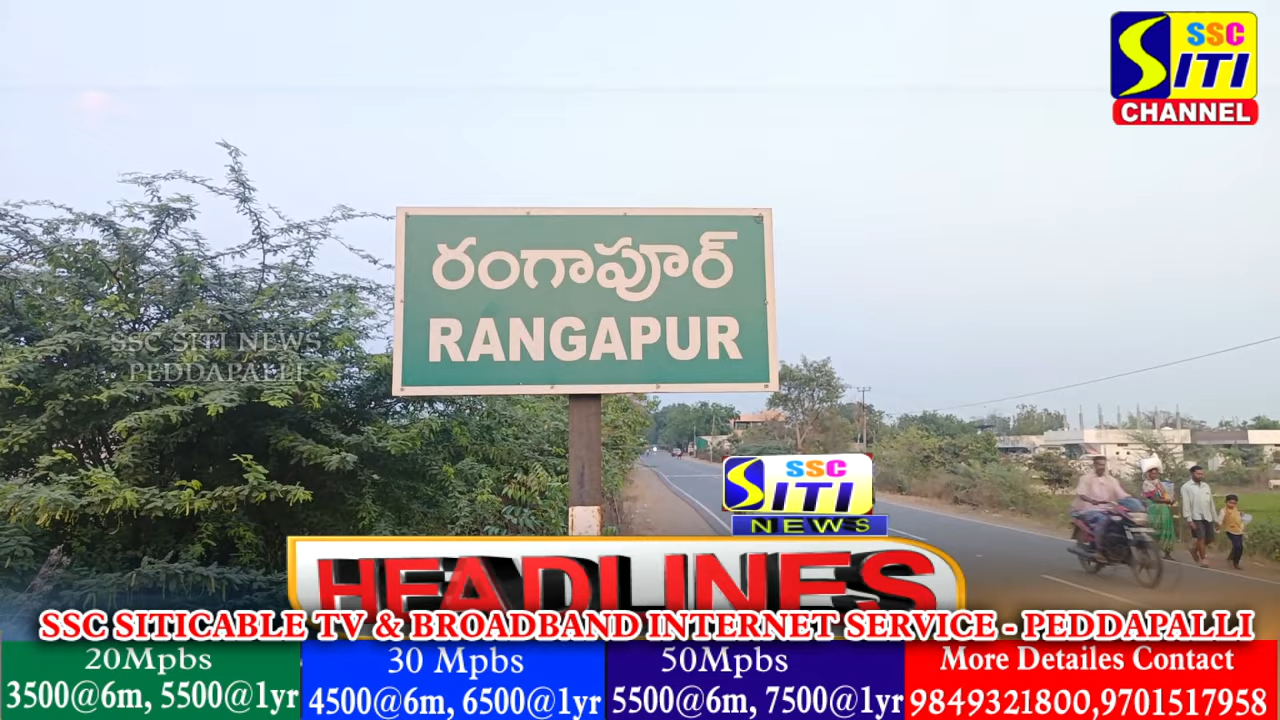 SSC
SITI
CHANNEL
రంగాపూర్
RANGAPUR
SSC SITI NEWS
PEDDAPALLI
SSC
SITI
NEWS
HEADLINES
SSC SITICABLE TV & BROADBAND INTERNET SERVICE - PEDDAPALLI
20Mpbs
3500@6m, 5500@1yr
30 Mpbs
4500@6m, 6500@1yr
50Mpbs
5500@6m, 7500@1yr
More Detailes Contact
9849321800,9701517958